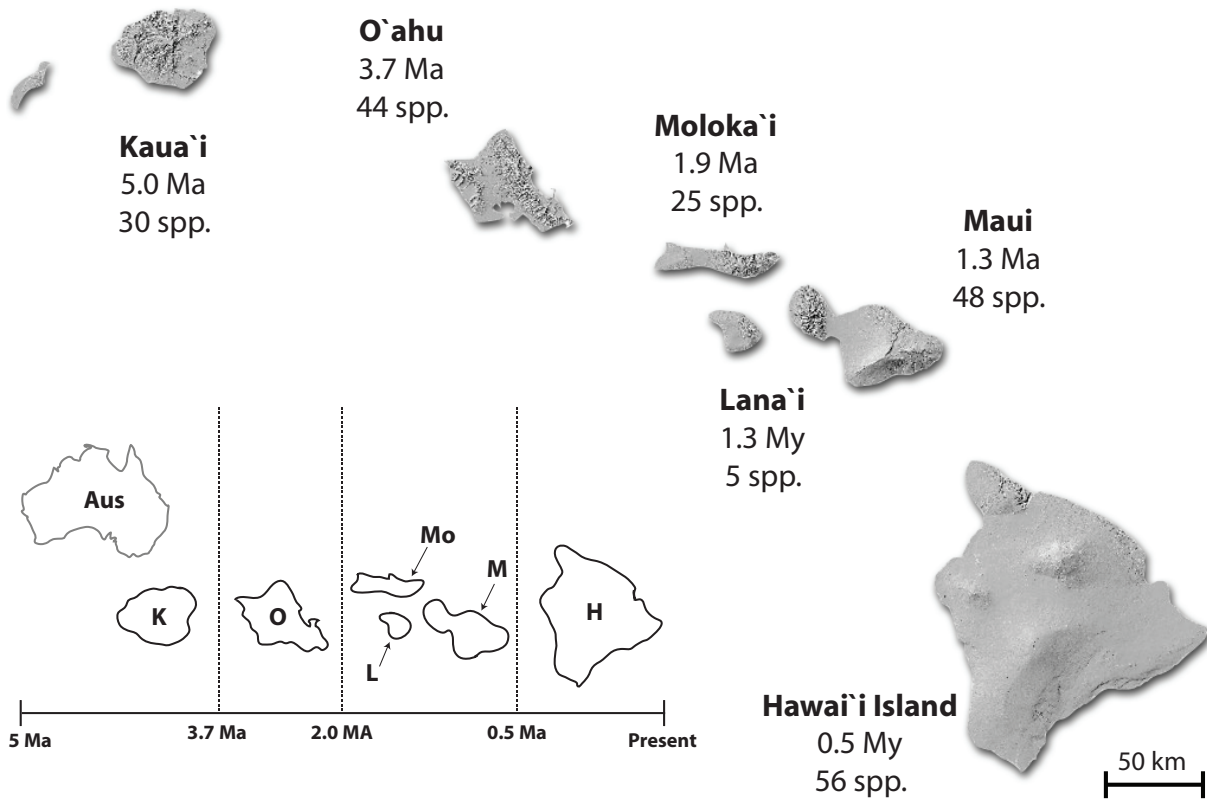 O`ahu
3.7 Ma
44 spp.
Kaua`i
5.0 Ma
30 spp.
Moloka`i
1.9 Ma
25 spp.
Maui
1.3 Ma
48 spp.
Lana`i
1.3 My
5 spp.
Aus
K
O
Mo
L
M
H
5 Ma
3.7 Ma
2.0 MA
0.5 Ma
Present
Hawai`i Island
0.5 My
56 spp.
50 km